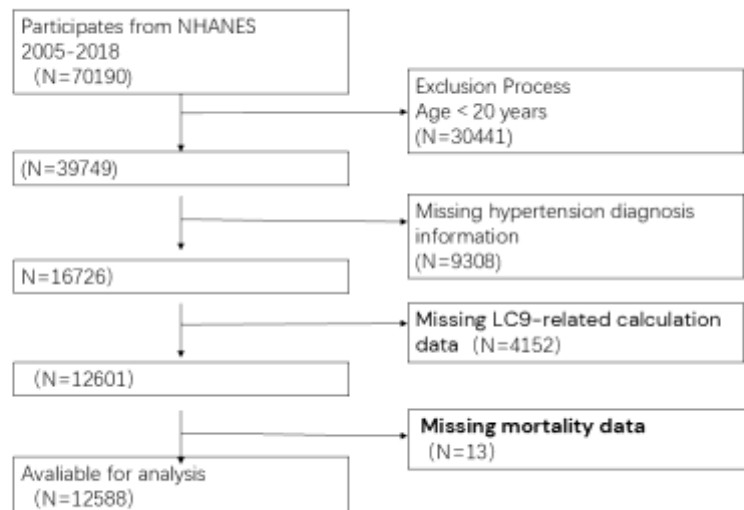 Participates from NHANES
2005-2018
(N=70190)
Exclusion Process
Age < 20 years
(N=30441)
(N=39749)
Missing hypertension diagnosis
information
(N=9308)
N=16726)
Missing LC9-related calculation
data (N=4152)
(N=12601)
Missing mortality data
(N=13)
Avaliable for analysis
(N=12588)